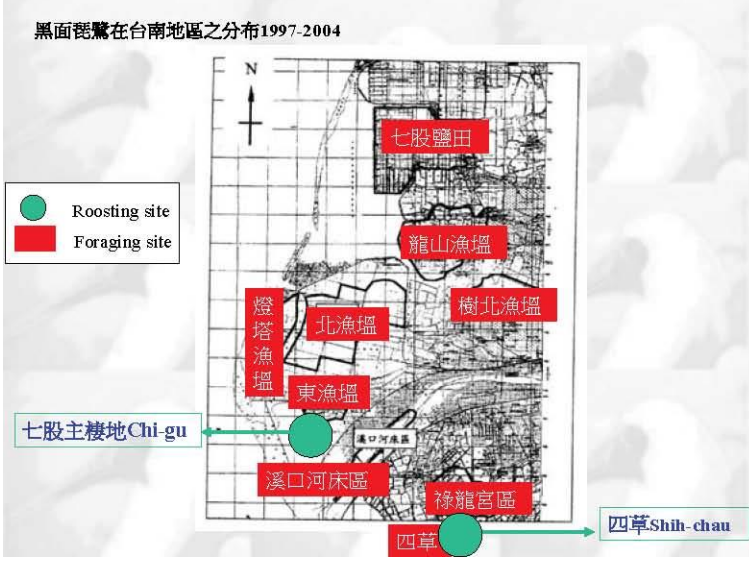 黑面琵鷺在台南地區之分布1997-2004
N
七股鹽田
Roosting site
Foraging site
龍山漁塭
樹北漁塭
燈塔漁塭
北漁塭
東漁塭
七股主棲地Chi-gu
溪口河床區
溪口河床區
祿龍宮區
四草
四草Shih-chau